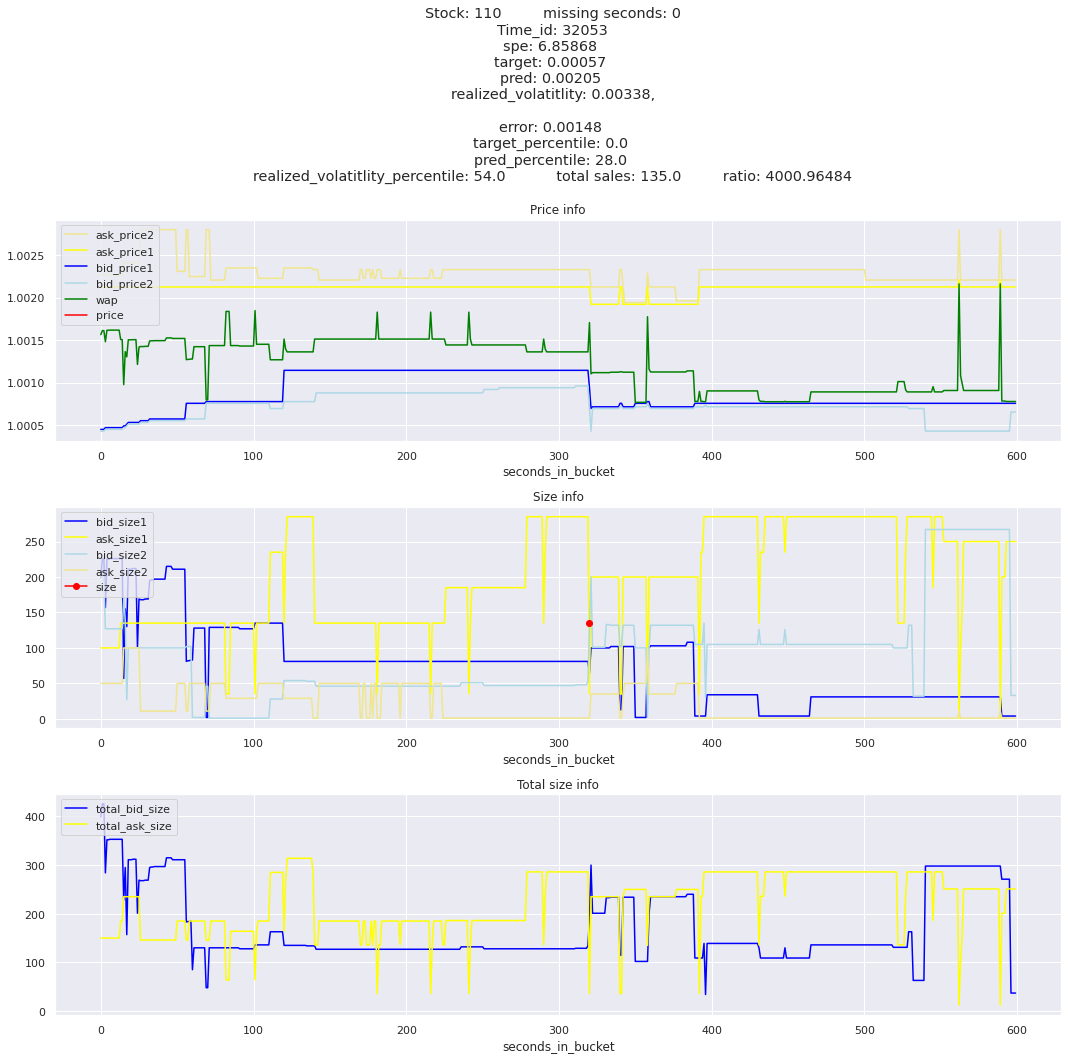 Stock: 110 missing seconds: 0
Time_id: 32053
spe: 6.85868
target: 0.00057
pred: 0.00205
realized_volatitlity: 0.00338,
error: 0.00148
target_percentile: 0.0
pred_percentile: 28.0
realized_volatitlity_percentile: 54.0 total sales: 135.0 ratio: 4000.96484
Price info
ask_price2
ask_price1
bid_price1
bid_price2
wap
price
1.0025
1.0020
1.0015
1.0010
1.0005
0 100 200 300 400 500 600
seconds_in_bucket
Size info
bid_size1
ask_size1
bid_size2
ask_size2
size
250
200
150
100
50
0
0 100 200 300 400 500 600
seconds_in_bucket
Total size info
total_bid_size
total_ask_size
400
300
200
100
0
0 100 200 300 400 500 600
seconds_in_bucket